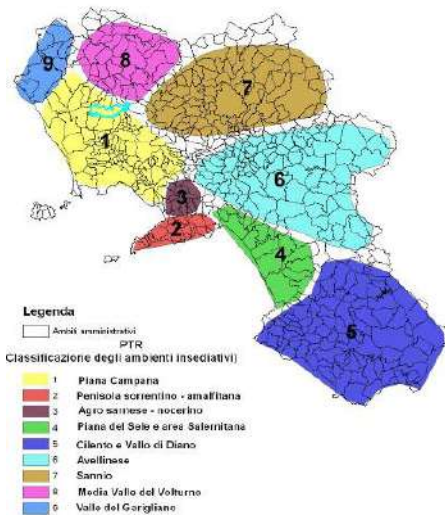 9
8
7
1
6
3
2
4
5
Legenda
Ambiti amministrativi
PTR
Classificazione degli ambienti insediativi)
1 Piana Campana
2 Penisola sorrentino - amalfitana
3 Agro sarnese - nocerino
4 Piana del Sele e area Salernitana
5 Cilento e Vallo di Diano
6 Avellinese
7 Sannio
8 Media Valle del Volturno
9 Valle del Garigliano